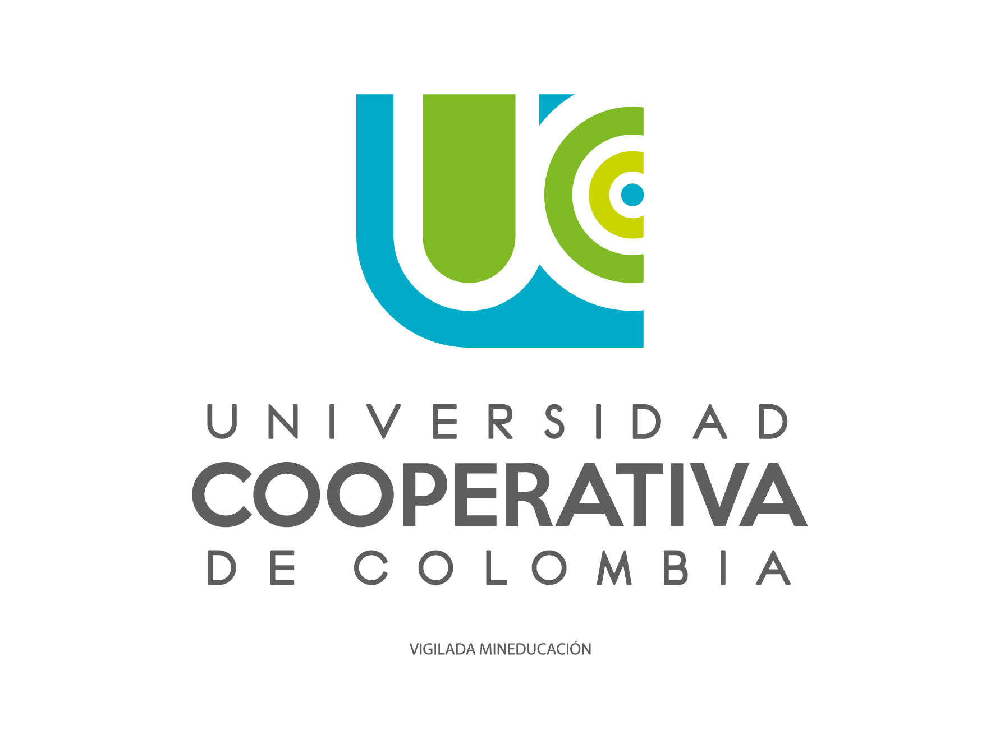 UNIVERSIDAD
COOPERATIVA
DE COLOMBIA
VIGILADA MINEDUCACIÓN